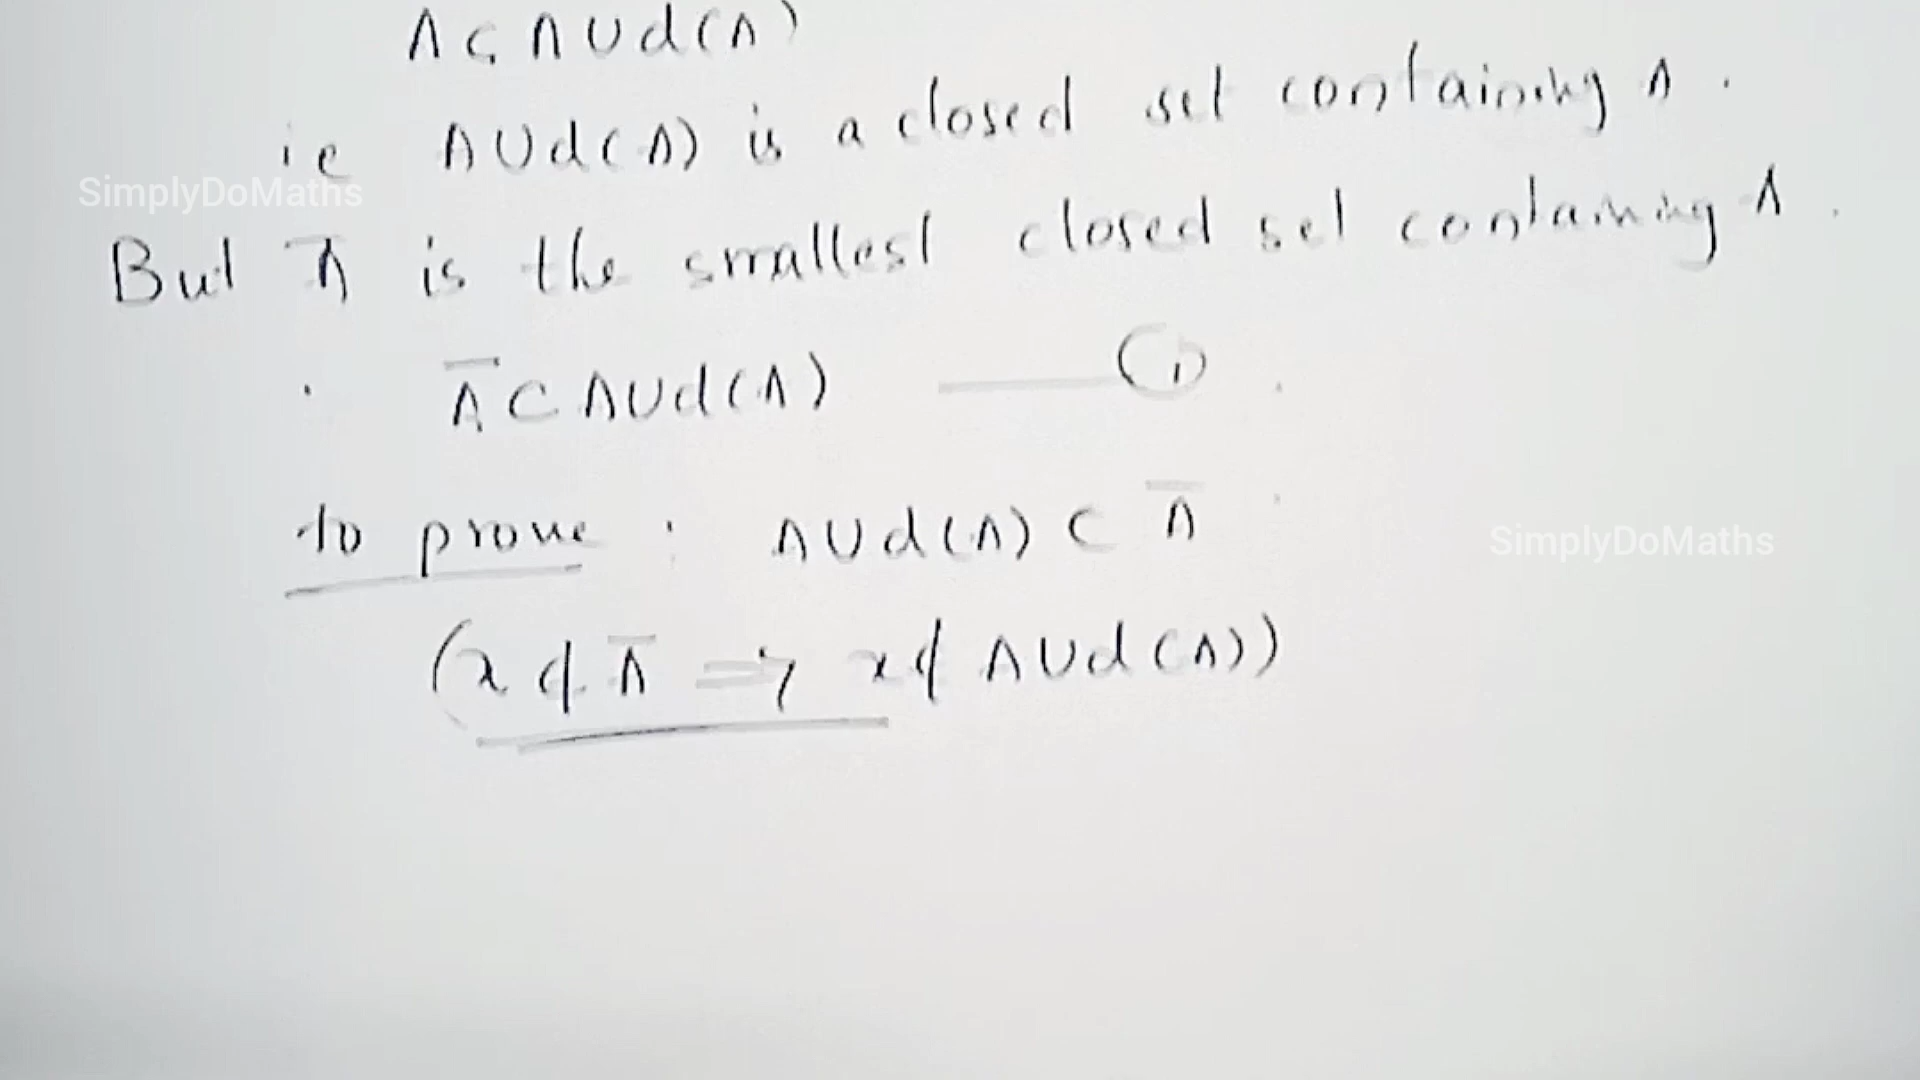 A ⊂ A ∪ d(A)
ie A ∪ d(A) is a closed set containing A .
SimplyDoMaths
But A̅ is the smallest closed set containing A .
A̅ ⊂ A ∪ d(A) —— ①
to prove : A ∪ d(A) ⊂ A̅
SimplyDoMaths
(x ∉ A̅ ⇒ x ∉ A ∪ d(A))